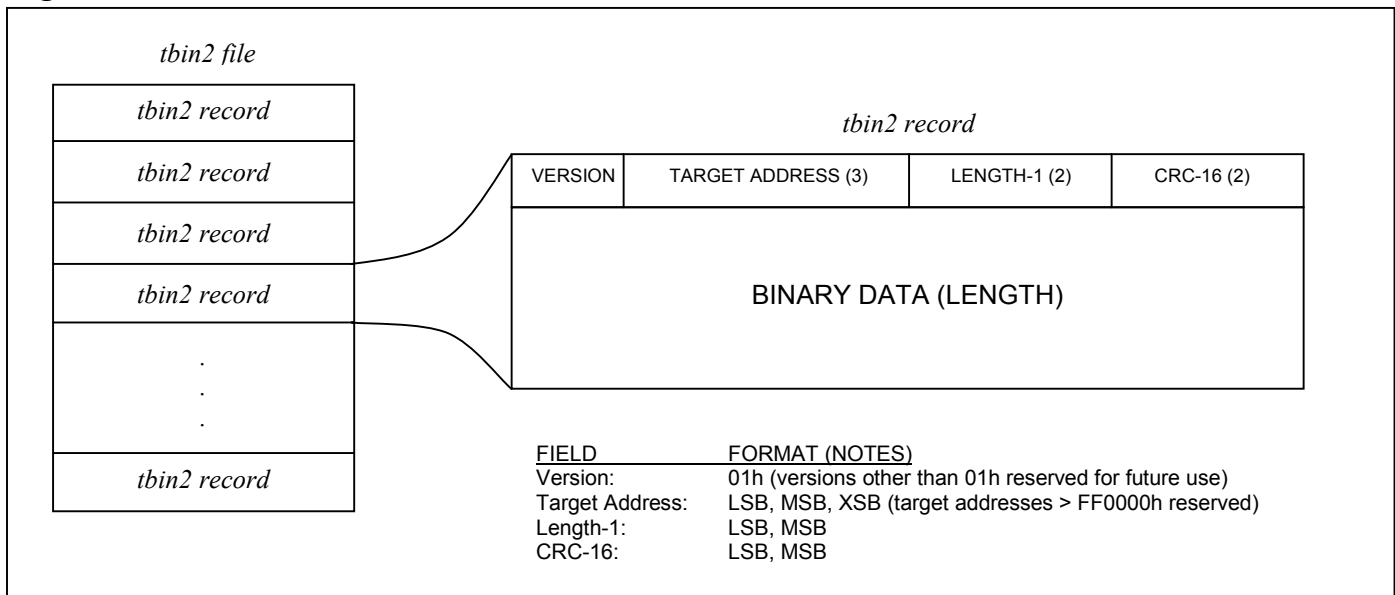 tbin2 file
tbin2 record
tbin2 record
tbin2 record
tbin2 record
.
.
.
tbin2 record
tbin2 record
VERSION TARGET ADDRESS (3) LENGTH-1 (2) CRC-16 (2)
BINARY DATA (LENGTH)
FIELD FORMAT (NOTES)
Version: 01h (versions other than 01h reserved for future use)
Target Address: LSB, MSB, XSB (target addresses > FF0000h reserved)
Length-1: LSB, MSB
CRC-16: LSB, MSB